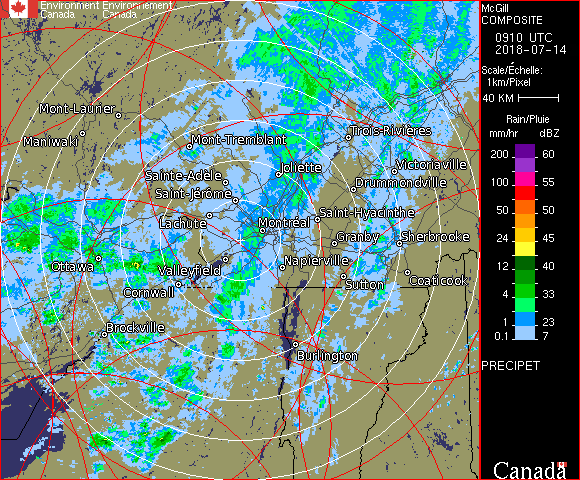 Environment Environnement
Canada Canada
McGill
COMPOSITE
0910 UTC
2018-07-14
Scale/Échelle:
1km/Pixel
40 KM
Rain/Pluie
mm/hr dBZ
200 60
100 55
50 50
30 45
24 40
12 40
4 33
2 23
0.1 7
PRECIPET
Canada
Mont-Laurier
Maniwaki
Mont-Tremblant
Trois-Rivières
Joliette
Victoriaville
Sainte-Adèle
Drummondville
Saint-Jérôme
Lachute
Saint-Hyacinthe
Montréal
Granby
Sherbrooke
Ottawa
Valleyfield
Napierville
Coaticook
Cornwall
Sutton
Brockville
Burlington